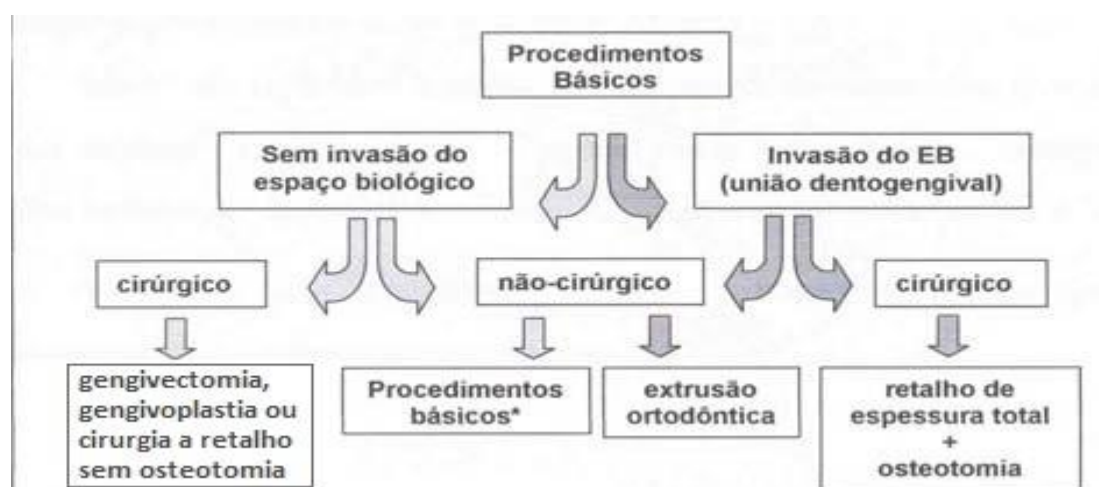 Procedimentos
Básicos
Sem invasão do
espaço biológico
Invasão do EB
(união dentogengival)
cirúrgico
não-cirúrgico
cirúrgico
gengivectomia,
gengivoplastia ou
cirurgia a retalho
sem osteotomia
Procedimentos
básicos*
extrusão
ortodôntica
retalho de
espessura total
+
osteotomia